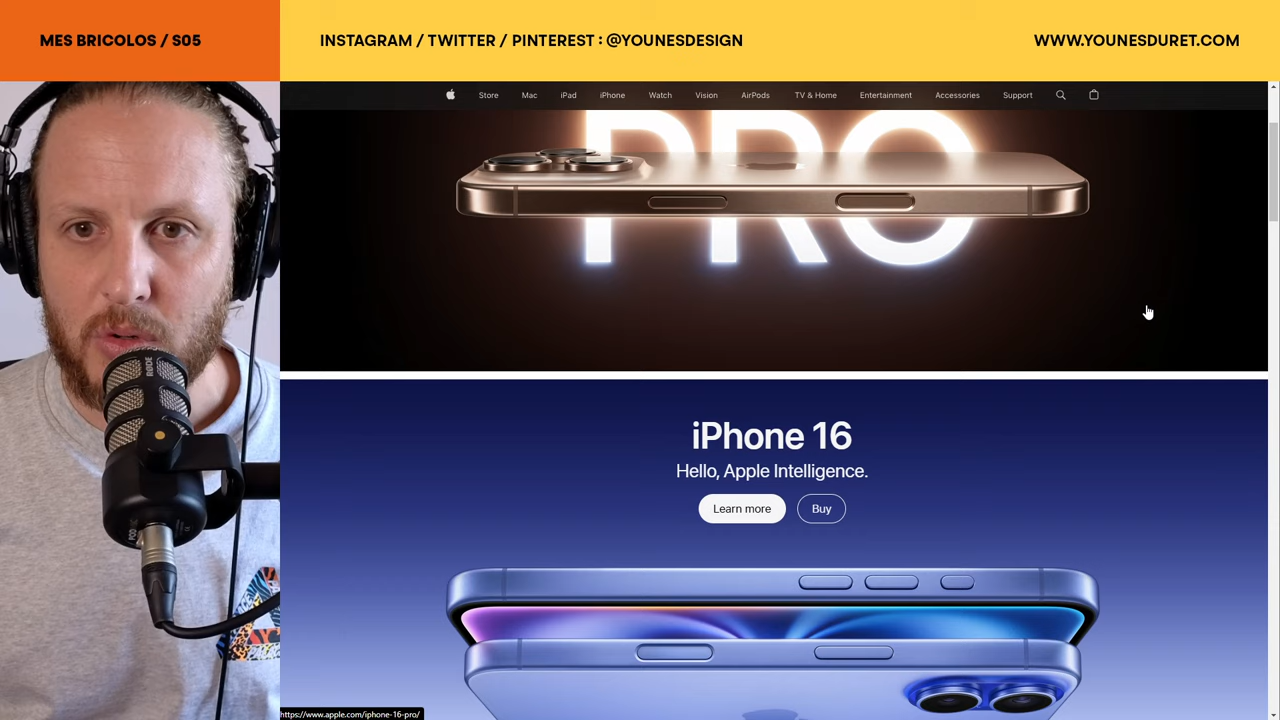 MES BRICOLOS / S05
INSTAGRAM / TWITTER / PINTEREST : @YOUNESDESIGN
WWW.YOUNESDURET.COM
Store Mac iPad iPhone Watch Vision AirPods TV & Home Entertainment Accessories Support
PRO
iPhone 16
Hello, Apple Intelligence.
Learn more Buy
RØDE
POD
https://www.apple.com/iphone-16-pro/